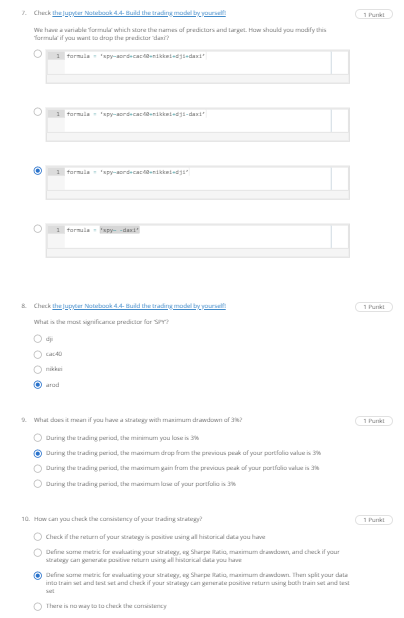 7. Check the Jupyter Notebook 4.4- Build the trading model by yourself!
1 Punkt
We have a variable 'formula' which store the names of predictors and target. How should you modify this
'formula' if you want to drop the predictor 'daxi'?
1 formula = 'spy~aord+cac40+nikkei+dji+daxi'
1 formula = 'spy~aord+cac40+nikkei+dji-daxi'
1 formula = 'spy~aord+cac40+nikkei+dji'
1 formula = 'spy~ -daxi'
8. Check the Jupyter Notebook 4.4- Build the trading model by yourself!
1 Punkt
What is the most significance predictor for 'SPY'?
dji
cac40
nikkei
arod
9. What does it mean if you have a strategy with maximum drawdown of 3%?
1 Punkt
During the trading period, the minimum you lose is 3%
During the trading period, the maximum drop from the previous peak of your portfolio value is 3%
During the trading period, the maximum gain from the previous peak of your portfolio value is 3%
During the trading period, the maximum lose of your portfolio is 3%
10. How can you check the consistency of your trading strategy?
1 Punkt
Check if the return of your strategy is positive using all historical data you have
Define some metric for evaluating your strategy, eg Sharpe Ratio, maximum drawdown, and check if your
strategy can generate positive return using all historical data you have
Define some metric for evaluating your strategy, eg Sharpe Ratio, maximum drawdown. Then split your data
into train set and test set and check if your strategy can generate positive return using both train set and test
set
There is no way to to check the consistency